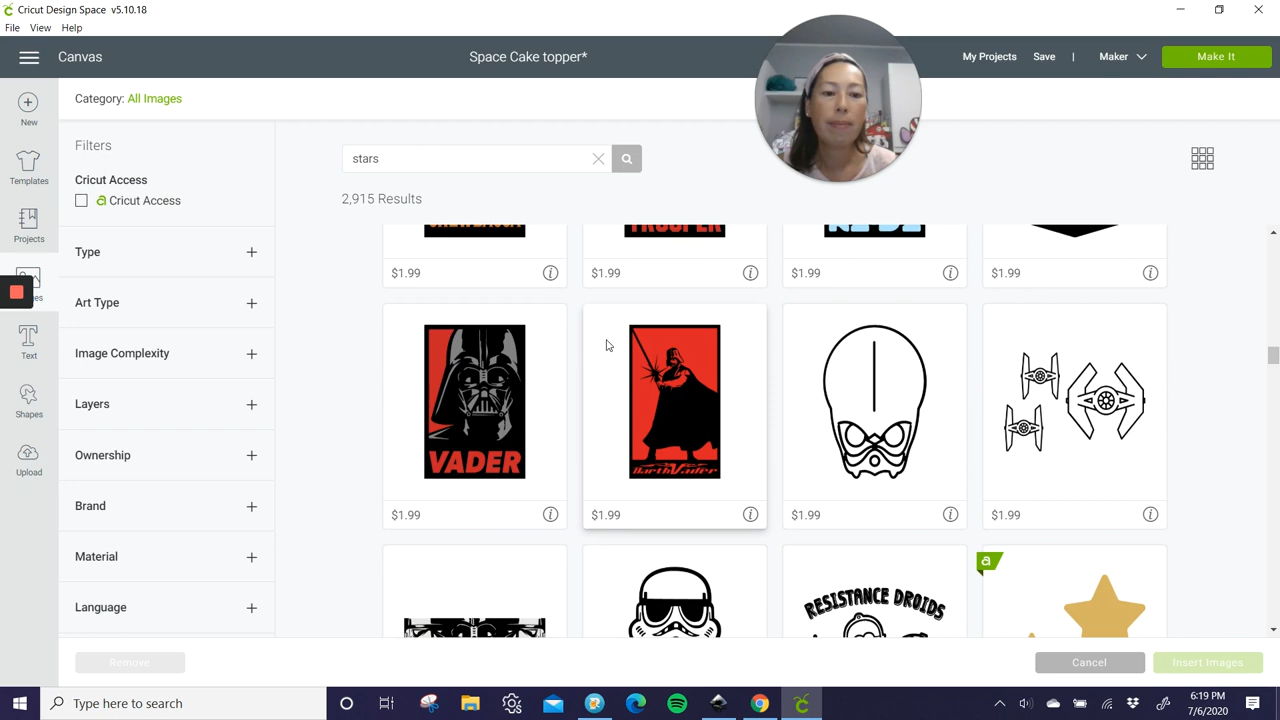 Cricut Design Space v5.10.18
File View Help
Canvas
Space Cake topper*
My Projects Save | Maker Make It
New
Templates
Projects
Text
Shapes
Upload
Category: All Images
Filters
Cricut Access
a Cricut Access
Type +
Art Type +
Image Complexity +
Layers +
Ownership +
Brand +
Material +
Language +
stars
2,915 Results
TROOPER
$1.99 $1.99 $1.99 $1.99
VADER
Darth Vader
$1.99 $1.99 $1.99 $1.99
a
RESISTANCE DROIDS
Remove
Cancel Insert Images
Type here to search
6:19 PM
7/6/2020